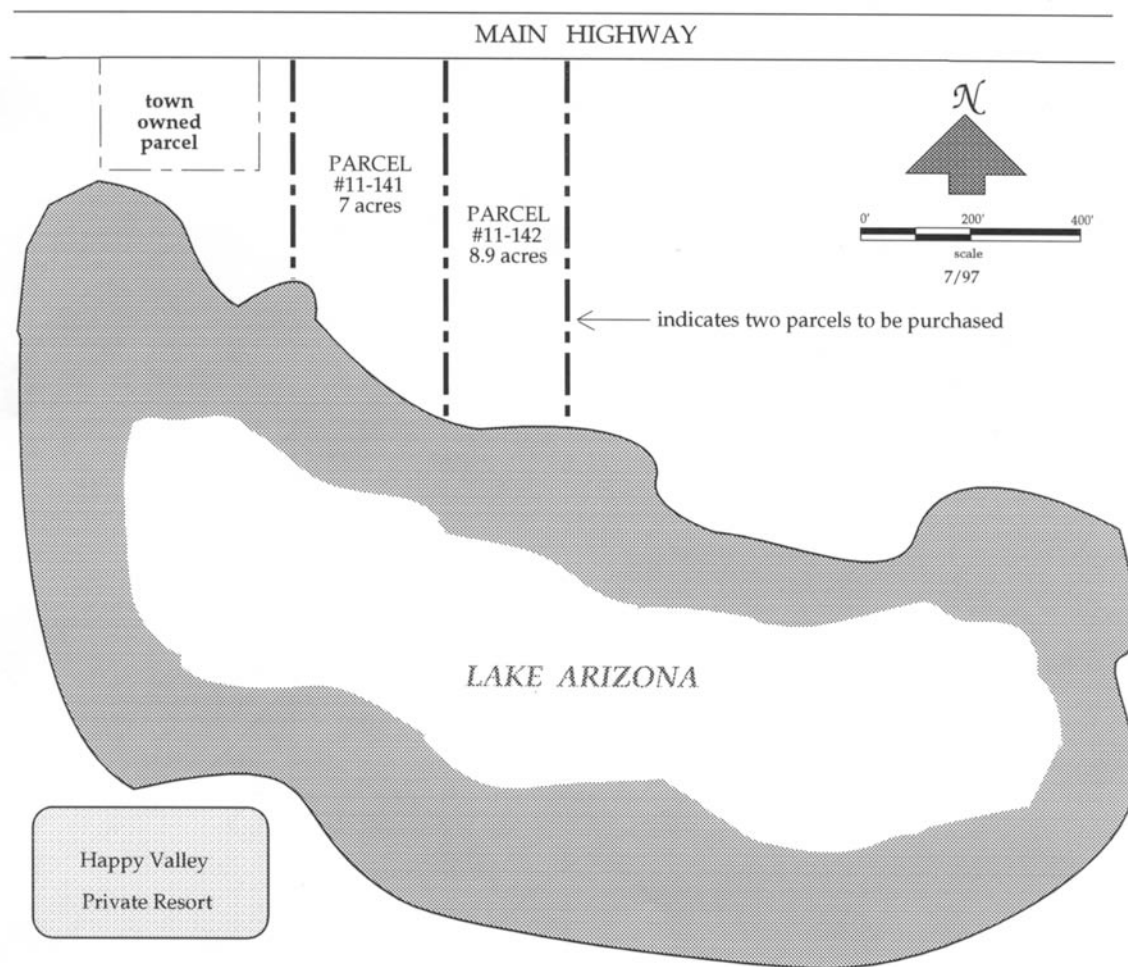 MAIN HIGHWAY
town
owned
parcel
PARCEL
#11-141
7 acres
PARCEL
#11-142
8.9 acres
N
0' 200' 400'
scale
7/97
indicates two parcels to be purchased
LAKE ARIZONA
Happy Valley
Private Resort